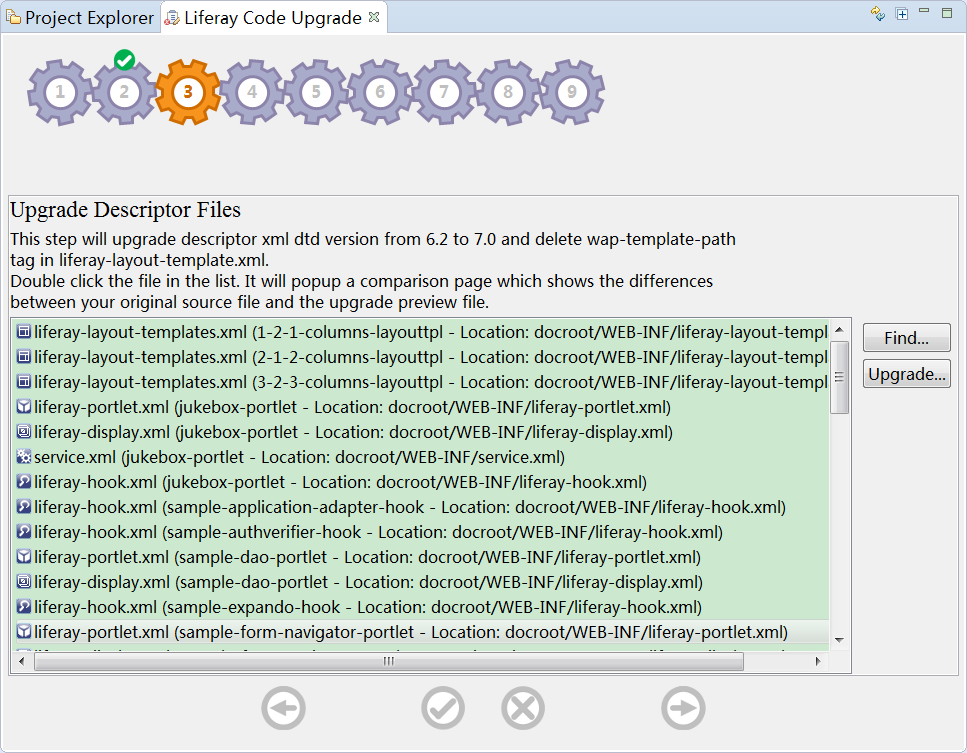 Project Explorer
Liferay Code Upgrade
1 2 3 4 5 6 7 8 9
Upgrade Descriptor Files
This step will upgrade descriptor xml dtd version from 6.2 to 7.0 and delete wap-template-path
tag in liferay-layout-template.xml.
Double click the file in the list. It will popup a comparison page which shows the differences
between your original source file and the upgrade preview file.
liferay-layout-templates.xml (1-2-1-columns-layouttpl - Location: docroot/WEB-INF/liferay-layout-templ
liferay-layout-templates.xml (2-1-2-columns-layouttpl - Location: docroot/WEB-INF/liferay-layout-templ
liferay-layout-templates.xml (3-2-3-columns-layouttpl - Location: docroot/WEB-INF/liferay-layout-templ
liferay-portlet.xml (jukebox-portlet - Location: docroot/WEB-INF/liferay-portlet.xml)
liferay-display.xml (jukebox-portlet - Location: docroot/WEB-INF/liferay-display.xml)
service.xml (jukebox-portlet - Location: docroot/WEB-INF/service.xml)
liferay-hook.xml (jukebox-portlet - Location: docroot/WEB-INF/liferay-hook.xml)
liferay-hook.xml (sample-application-adapter-hook - Location: docroot/WEB-INF/liferay-hook.xml)
liferay-hook.xml (sample-authverifier-hook - Location: docroot/WEB-INF/liferay-hook.xml)
liferay-portlet.xml (sample-dao-portlet - Location: docroot/WEB-INF/liferay-portlet.xml)
liferay-display.xml (sample-dao-portlet - Location: docroot/WEB-INF/liferay-display.xml)
liferay-hook.xml (sample-expando-hook - Location: docroot/WEB-INF/liferay-hook.xml)
liferay-portlet.xml (sample-form-navigator-portlet - Location: docroot/WEB-INF/liferay-portlet.xml)
Find...
Upgrade...